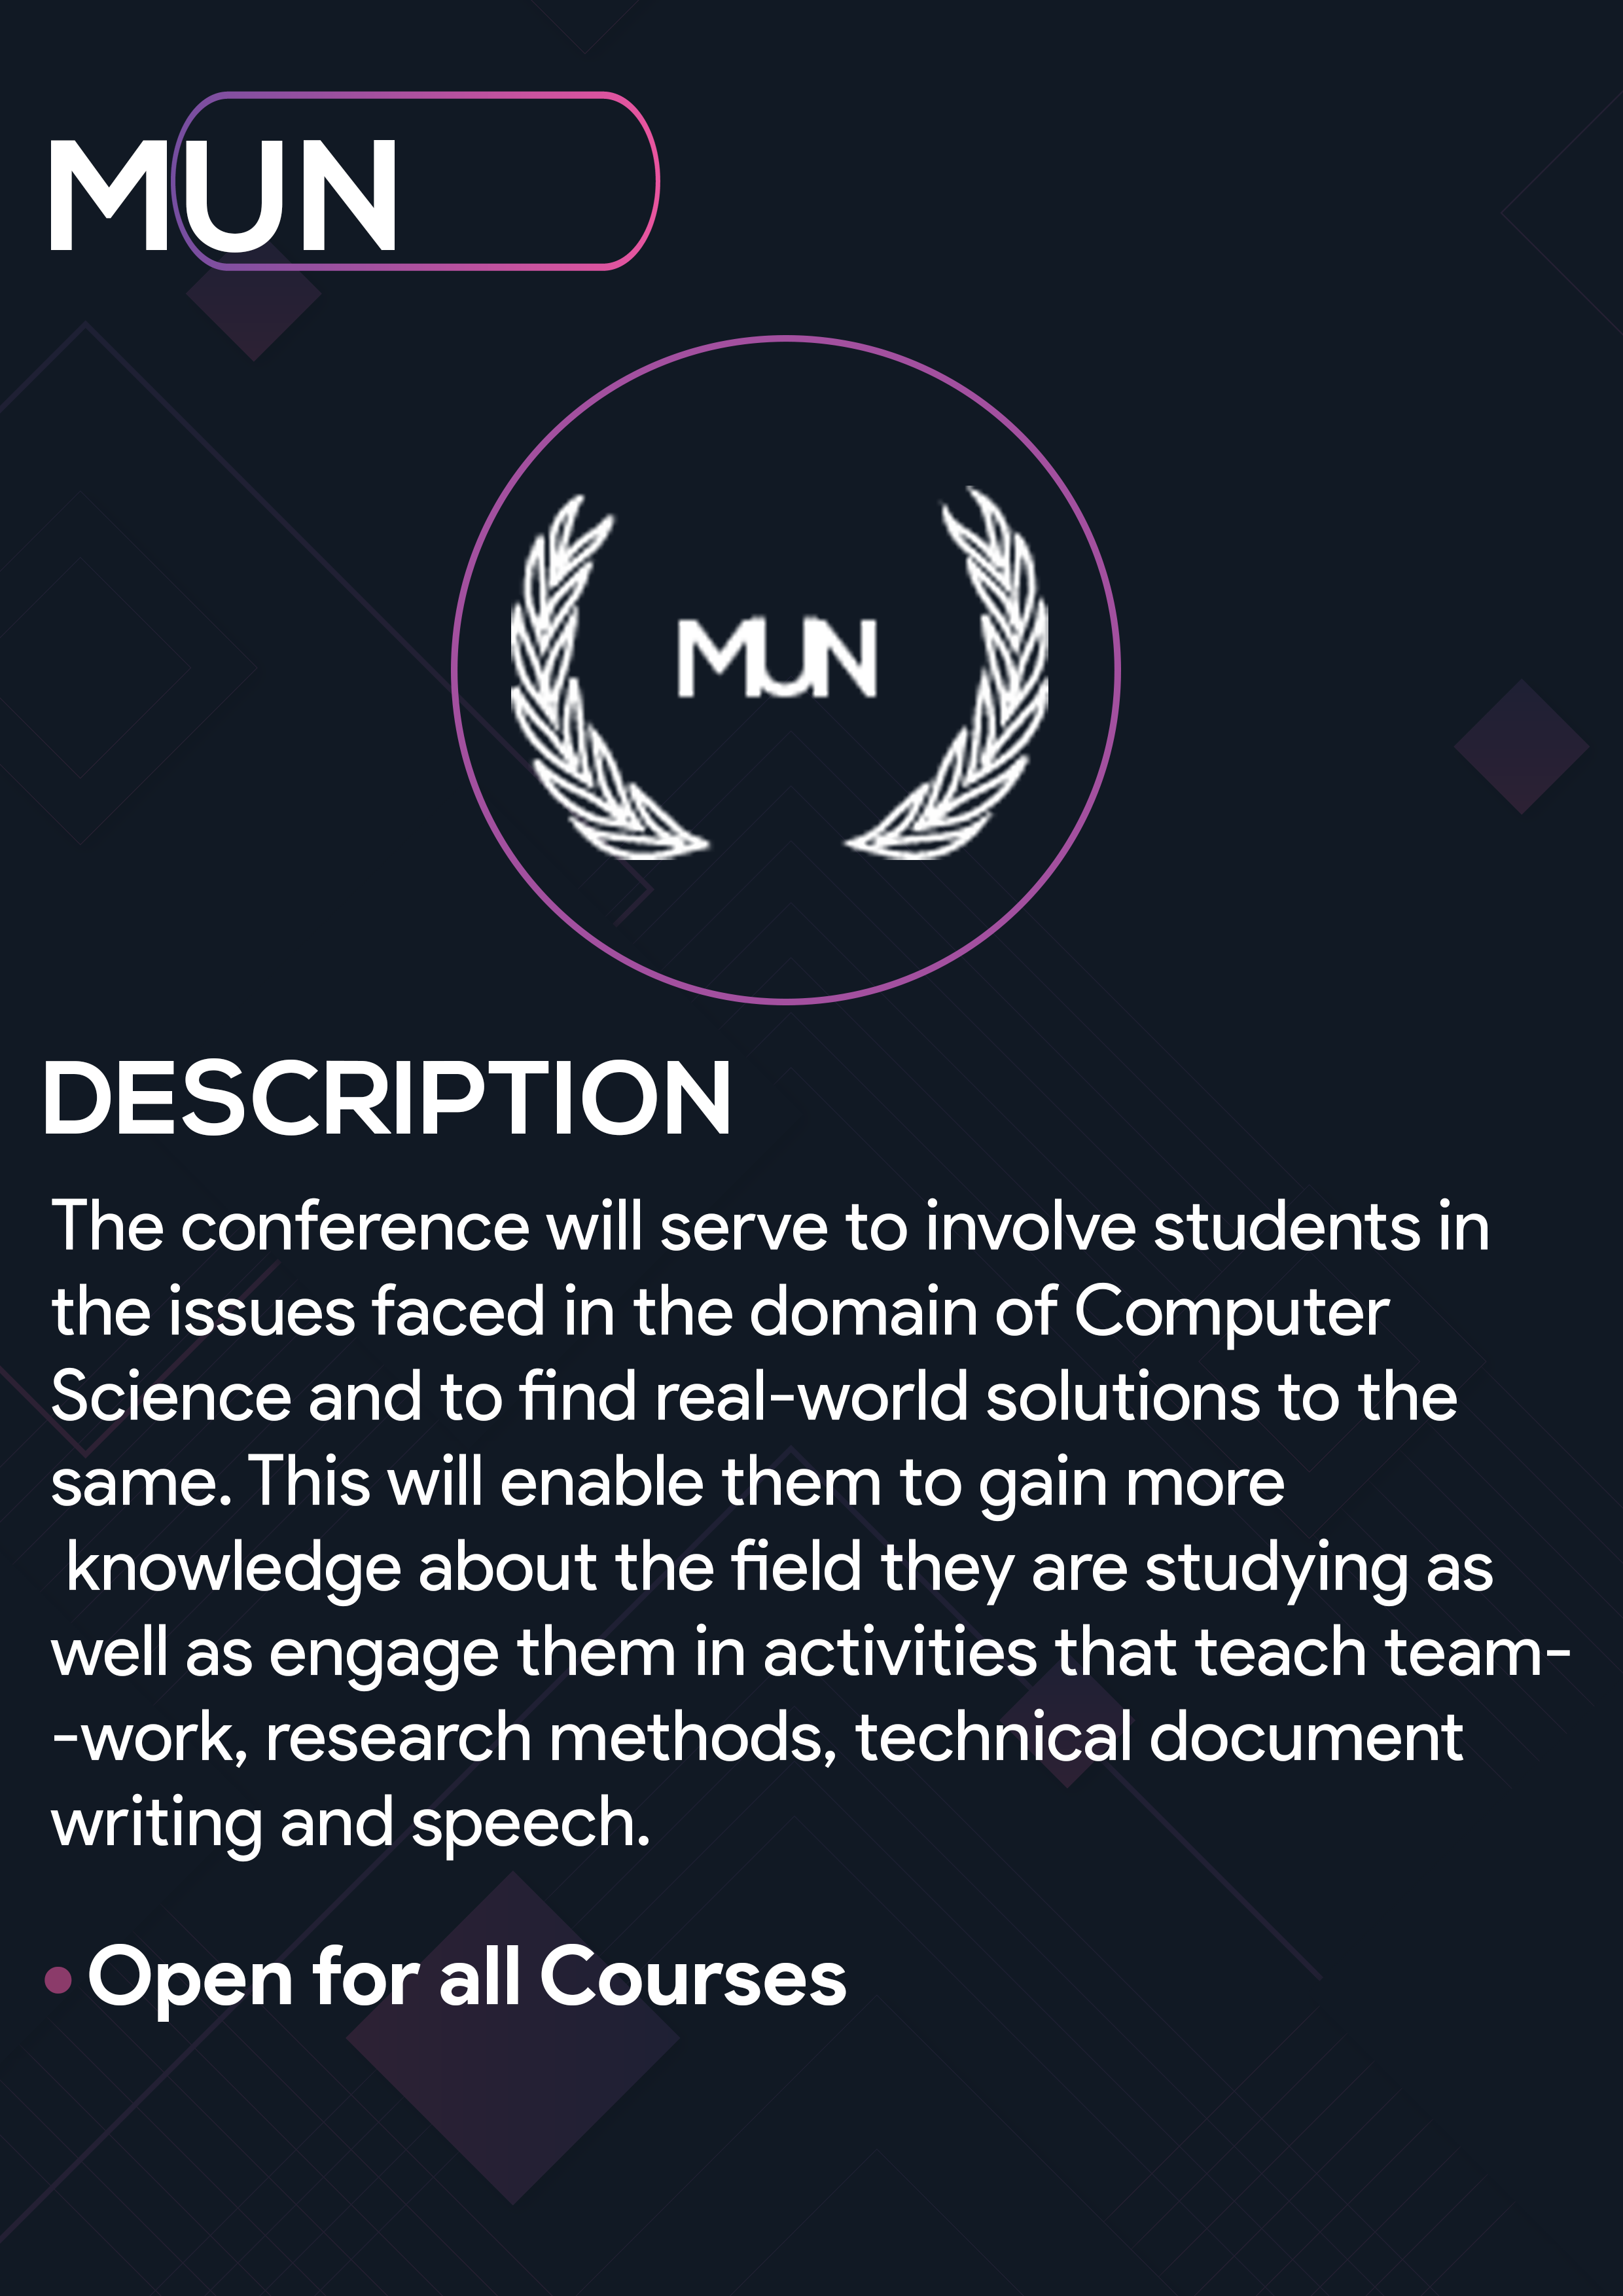 MUN
MUN
DESCRIPTION
The conference will serve to involve students in
the issues faced in the domain of Computer
Science and to find real-world solutions to the
same. This will enable them to gain more
knowledge about the field they are studying as
well as engage them in activities that teach team-
-work, research methods, technical document
writing and speech.
Open for all Courses